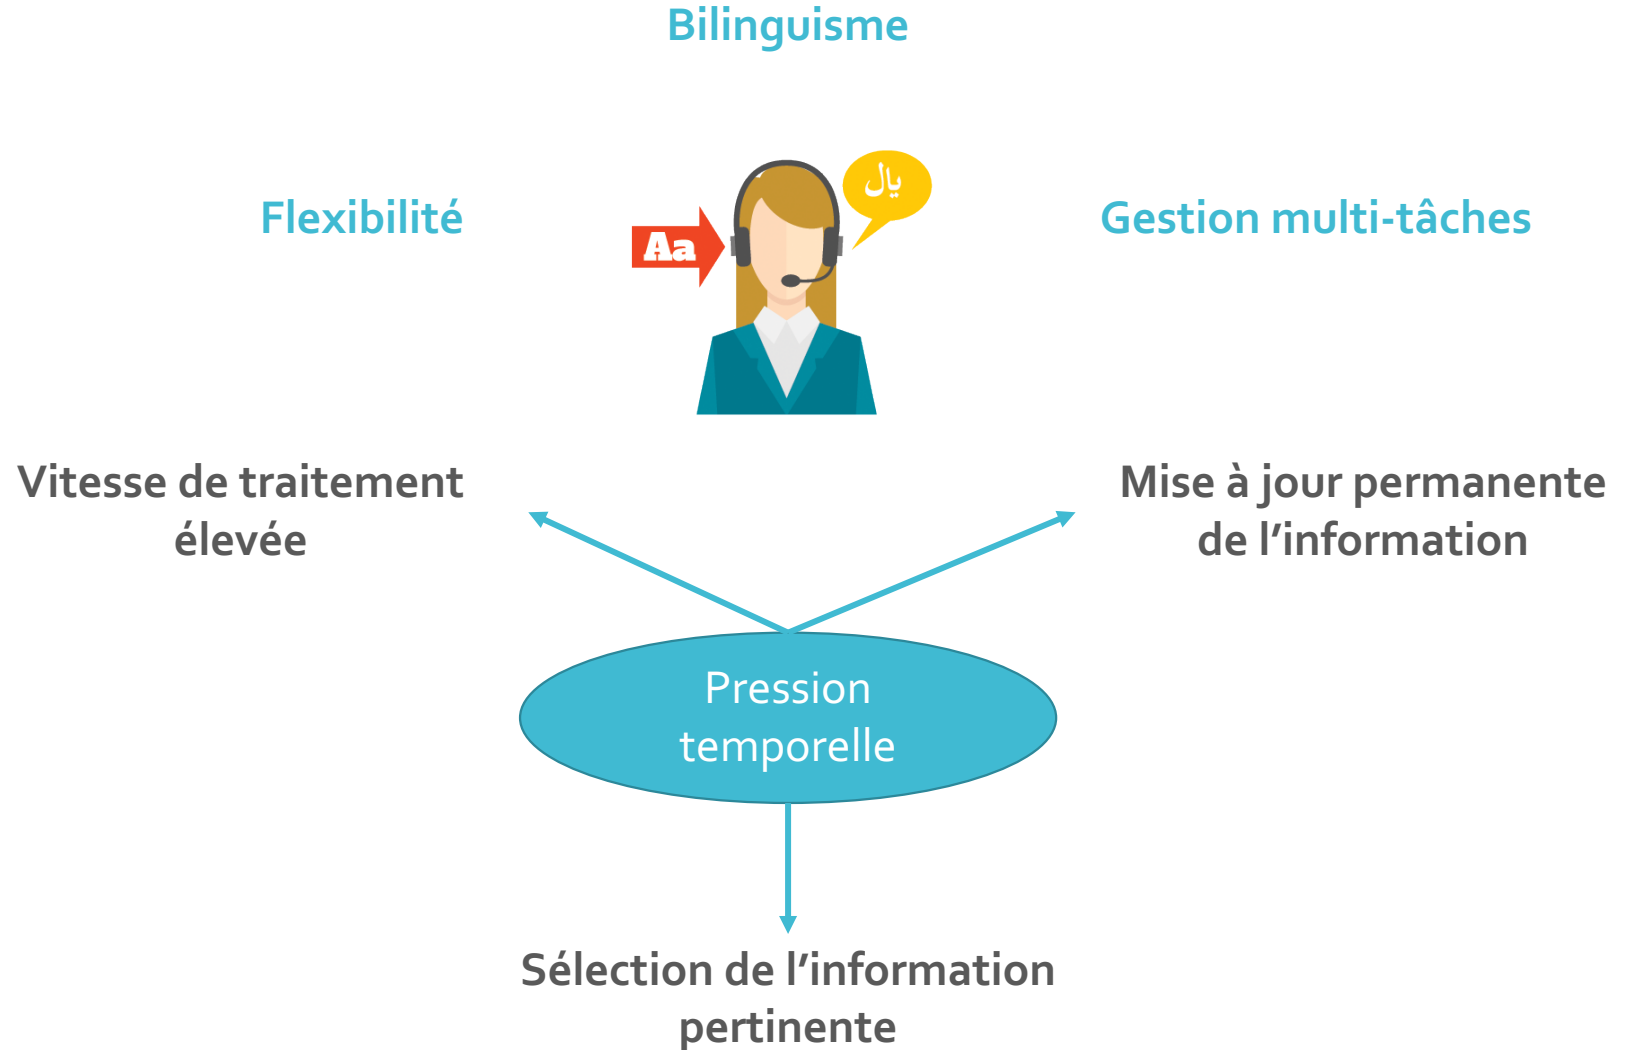 Bilinguisme
Flexibilité
Aa
يال
Gestion multi-tâches
Vitesse de traitement
élevée
Mise à jour permanente
de l’information
Pression
temporelle
Sélection de l’information
pertinente